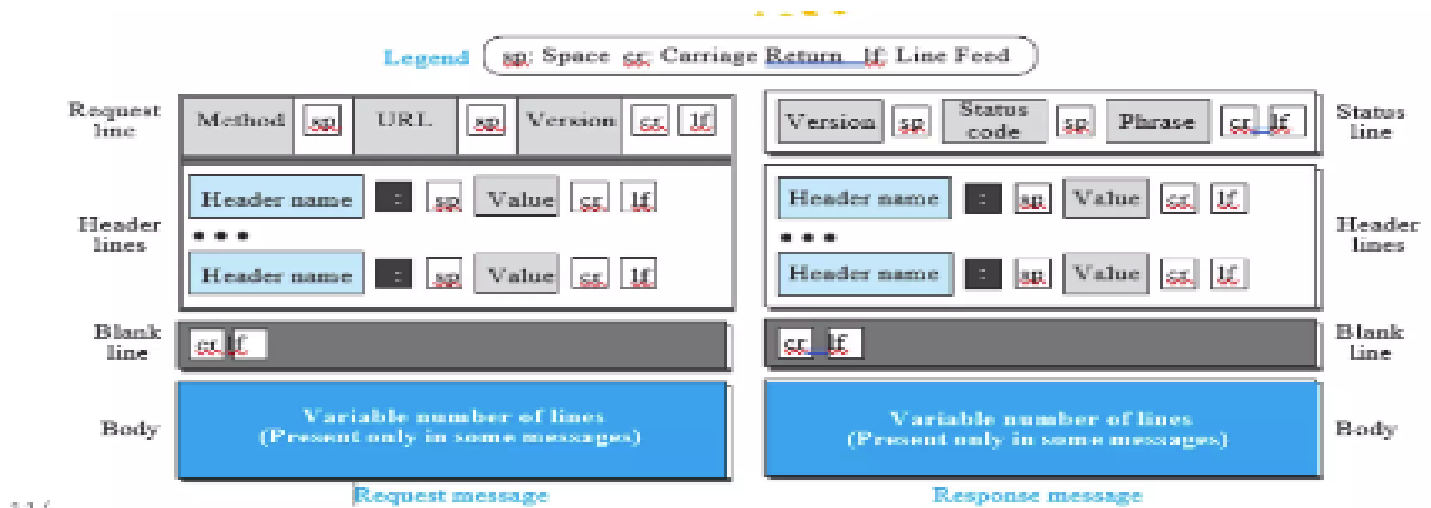 Legend sp: Space cr: Carriage Return lf: Line Feed
Request line
Method sp URL sp Version cr lf
Header lines
Header name : sp Value cr lf
• • •
Header name : sp Value cr lf
Blank line
cr lf
Body
Variable number of lines
(Present only in some messages)
Request message
Version sp Status code sp Phrase cr lf
Status line
Header name : sp Value cr lf
• • •
Header name : sp Value cr lf
Header lines
cr lf
Blank line
Variable number of lines
(Present only in some messages)
Body
Response message